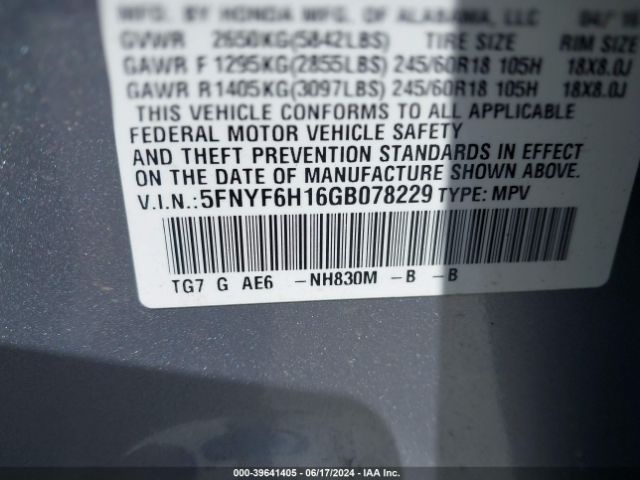 MFD. BY HONDA MFG. OF ALABAMA, LLC 04/16
GVWR 2650KG(5842LBS) TIRE SIZE RIM SIZE
GAWR F 1295KG(2855LBS) 245/60R18 105H 18X8.0J
GAWR R 1405KG(3097LBS) 245/60R18 105H 18X8.0J
THIS VEHICLE CONFORMS TO ALL APPLICABLE
FEDERAL MOTOR VEHICLE SAFETY
AND THEFT PREVENTION STANDARDS IN EFFECT
ON THE DATE OF MANUFACTURE SHOWN ABOVE.
V.I.N.: 5FNYF6H16GB078229 TYPE: MPV
TG7 G AE6 -NH830M -B -B
000-39641405 - 06/17/2024 - IAA Inc.